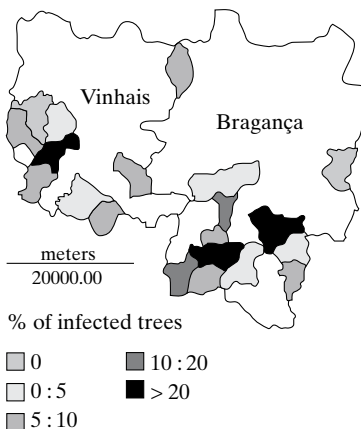 Vinhais
Bragança
meters
20000.00
% of infected trees
0
10 : 20
0 : 5
> 20
5 : 10